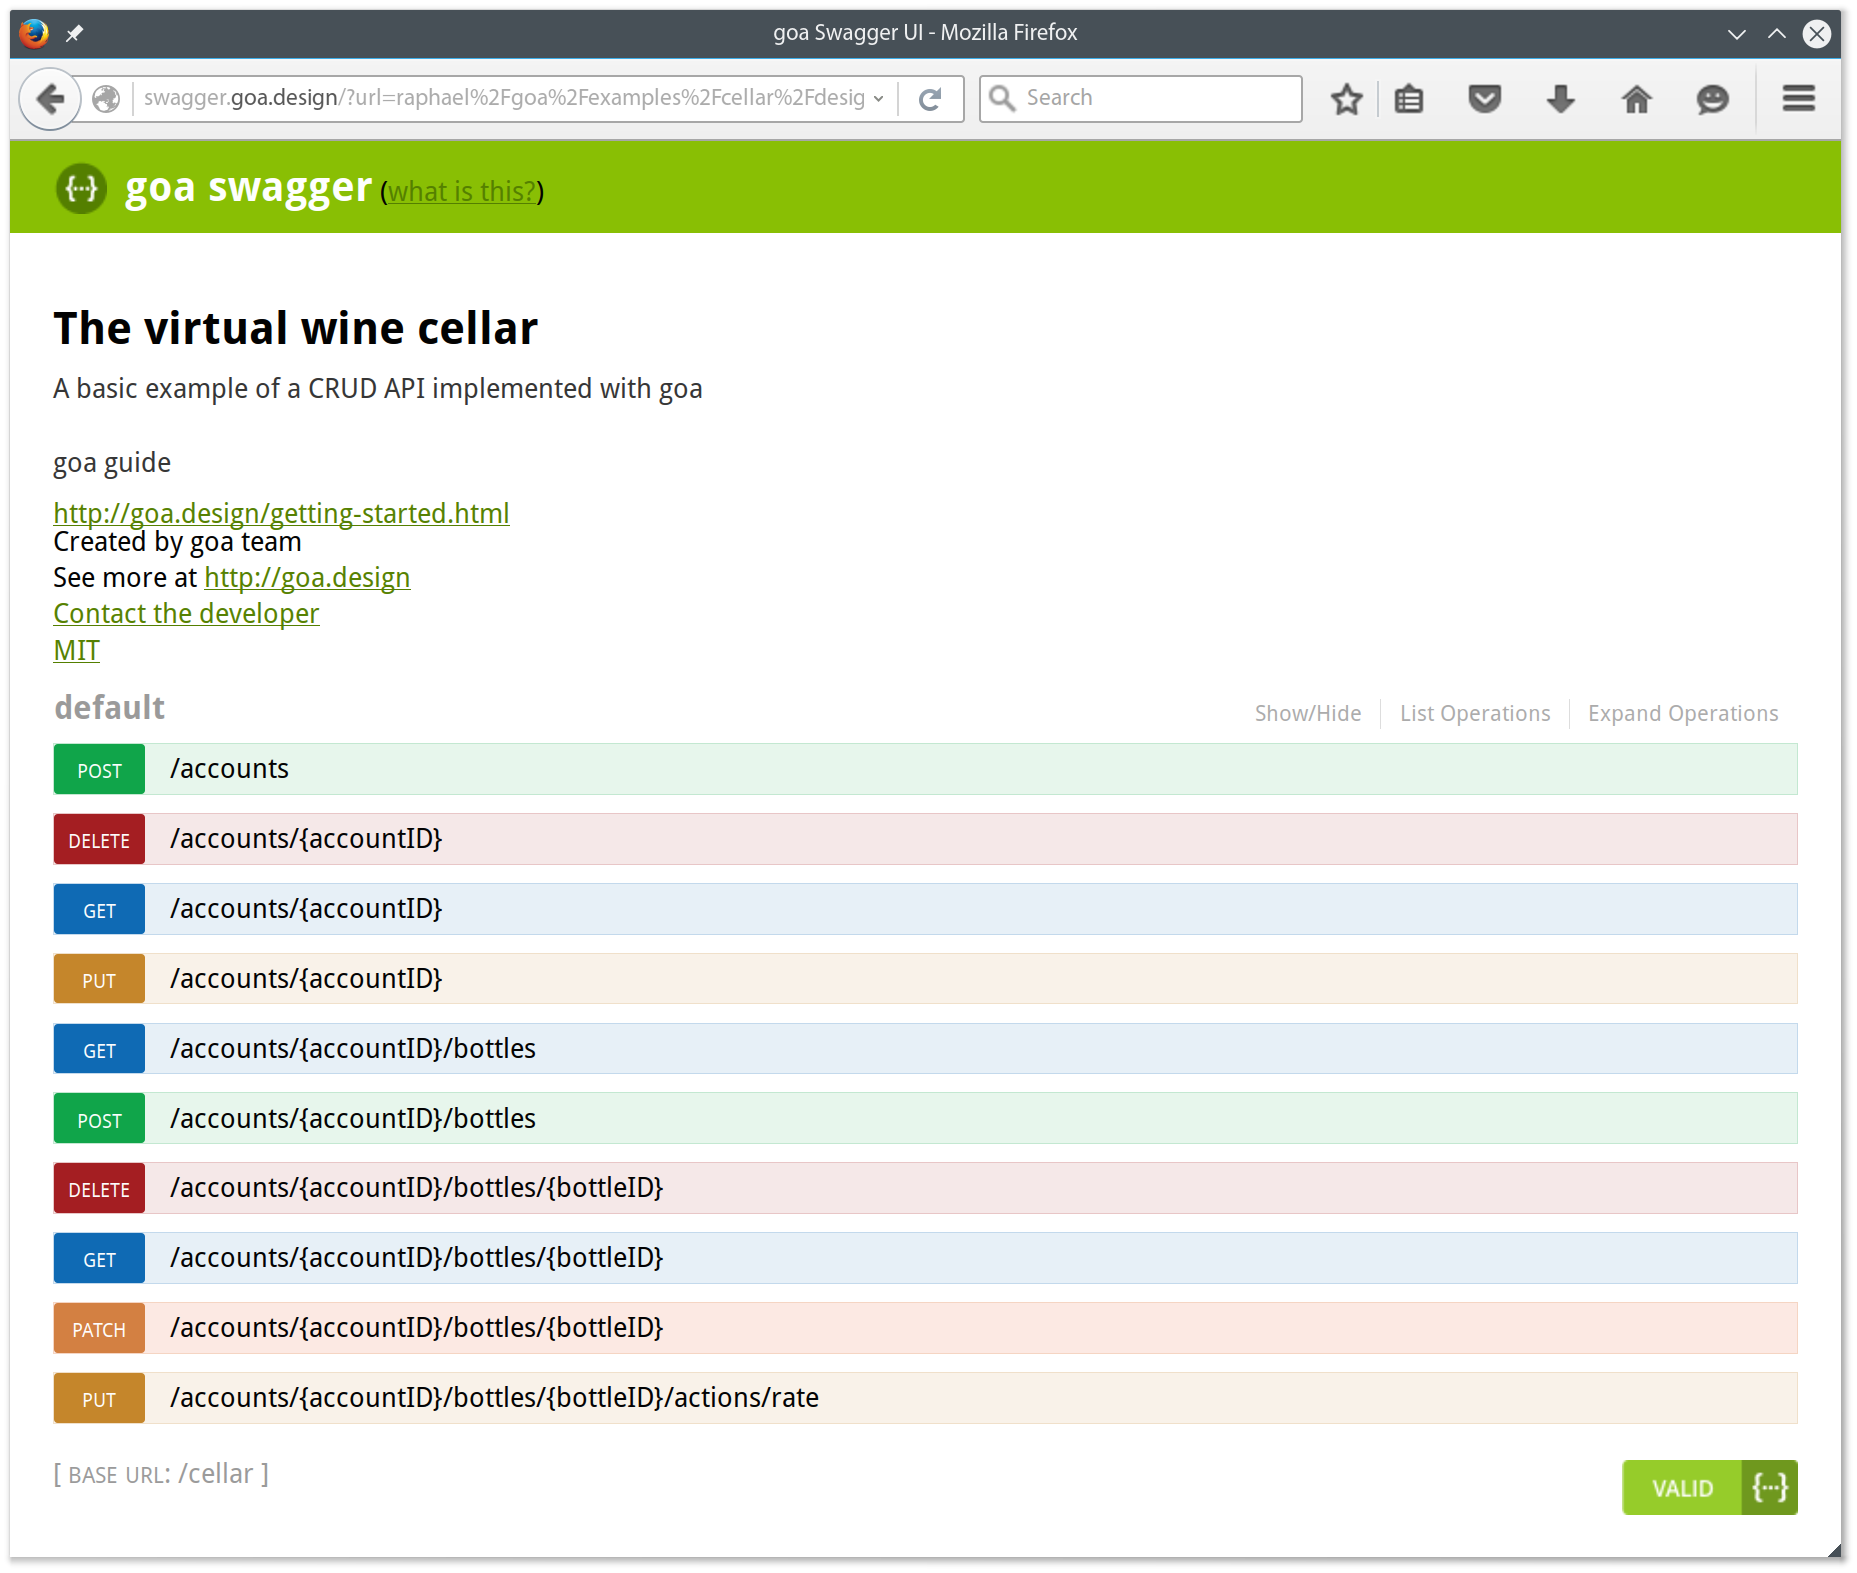 goa Swagger UI - Mozilla Firefox
swagger.goa.design/?url=raphael%2Fgoa%2Fexamples%2Fcellar%2Fdesig
Search
{···} goa swagger (what is this?)
The virtual wine cellar
A basic example of a CRUD API implemented with goa
goa guide
http://goa.design/getting-started.html
Created by goa team
See more at http://goa.design
Contact the developer
MIT
default Show/Hide List Operations Expand Operations
POST /accounts
DELETE /accounts/{accountID}
GET /accounts/{accountID}
PUT /accounts/{accountID}
GET /accounts/{accountID}/bottles
POST /accounts/{accountID}/bottles
DELETE /accounts/{accountID}/bottles/{bottleID}
GET /accounts/{accountID}/bottles/{bottleID}
PATCH /accounts/{accountID}/bottles/{bottleID}
PUT /accounts/{accountID}/bottles/{bottleID}/actions/rate
[ BASE URL: /cellar ]
VALID {···}